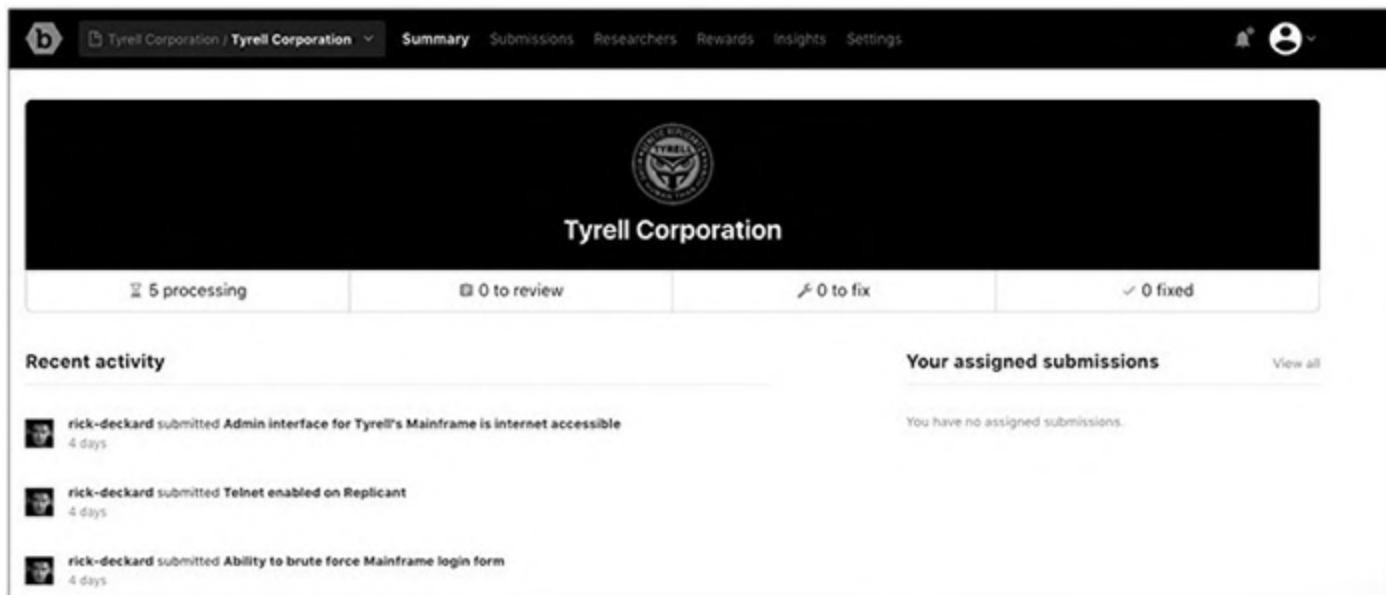 b
Tyrell Corporation / Tyrell Corporation Summary Submissions Researchers Rewards Insights Settings
TYRELL
Tyrell Corporation
5 processing 0 to review 0 to fix 0 fixed
Recent activity
Your assigned submissions View all
rick-deckard submitted Admin interface for Tyrell's Mainframe is internet accessible
4 days
You have no assigned submissions.
rick-deckard submitted Telnet enabled on Replicant
4 days
rick-deckard submitted Ability to brute force Mainframe login form
4 days